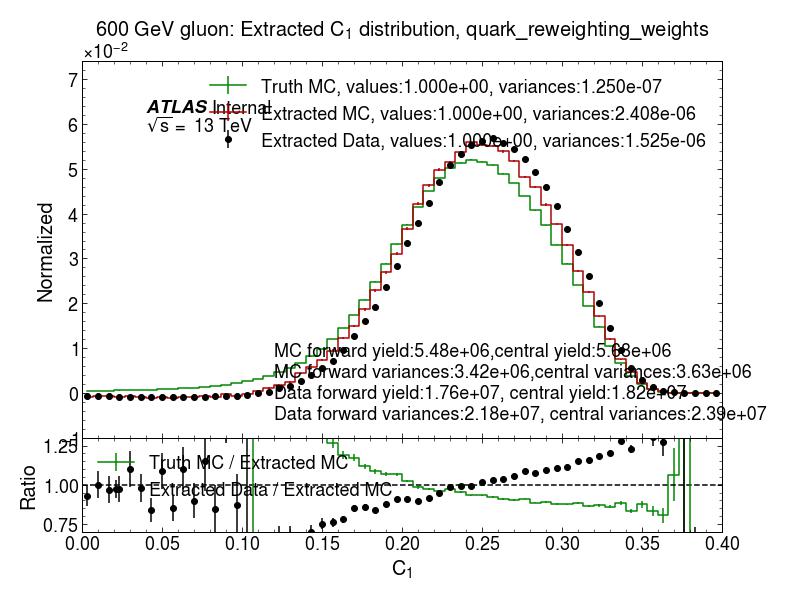 600 GeV gluon: Extracted C₁ distribution, quark_reweighting_weights
×10⁻²
Truth MC, values:1.000e+00, variances:1.250e-07
ATLAS Internal
Extracted MC, values:1.000e+00, variances:2.408e-06
√s = 13 TeV
Extracted Data, values:1.000e+00, variances:1.525e-06
7
6
5
4
3
2
1
0
Normalized
MC forward yield:5.48e+06,central yield:5.63e+06
MC forward variances:3.42e+06,central variances:3.63e+06
Data forward yield:1.76e+07, central yield:1.82e+07
Data forward variances:2.18e+07, central variances:2.39e+07
1.25
1.00
0.75
Ratio
Truth MC / Extracted MC
Extracted Data / Extracted MC
0.00 0.05 0.10 0.15 0.20 0.25 0.30 0.35 0.40
C₁